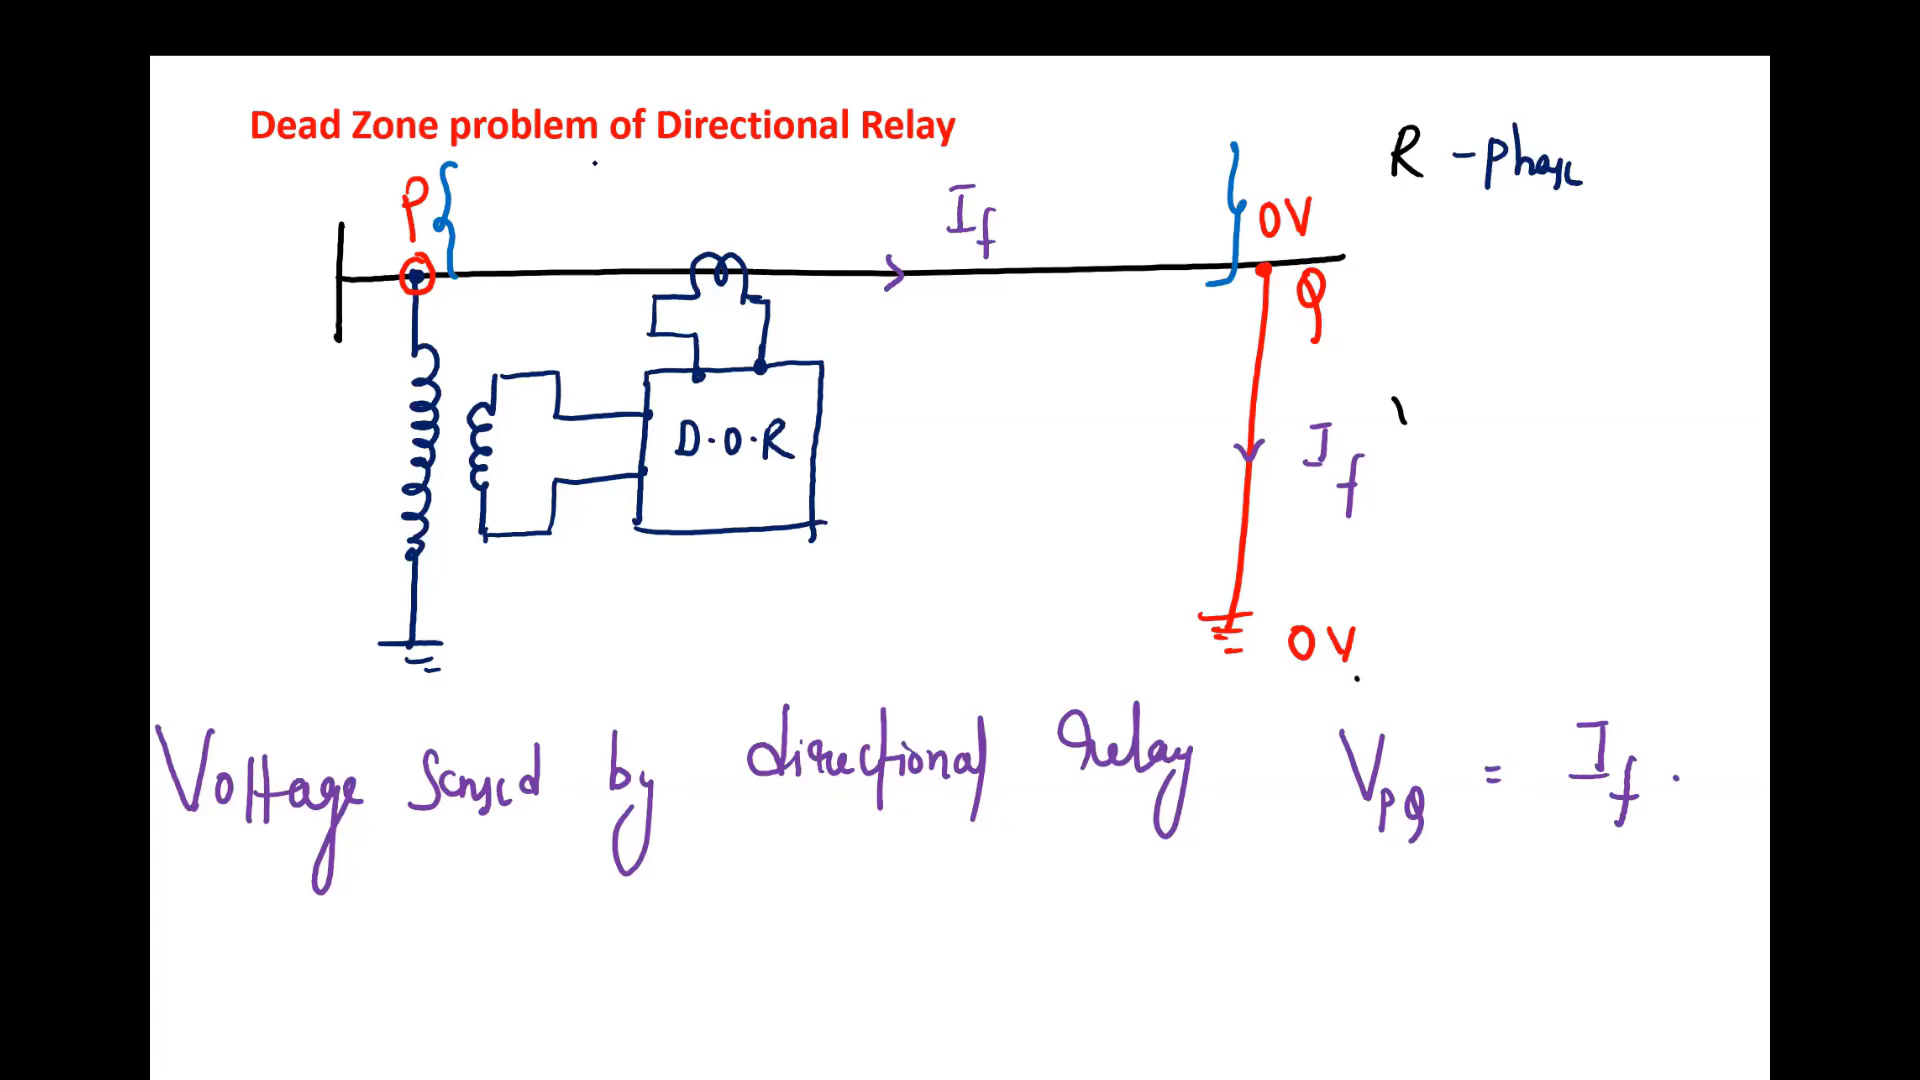 Dead Zone problem of Directional Relay
R - phase
P
If
0V
Q
If
D.O.R
0V
Voltage Sensed by directional relay VPQ = If .